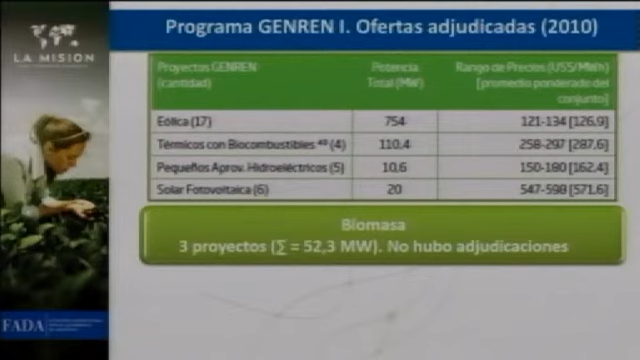 Programa GENREN I. Ofertas adjudicadas (2010)
LA MISION
Proyectos GENREN
(cantidad)
Potencia
Total (MW)
Rango de Precios (US$/MWh)
[promedio ponderado del
conjunto]
Eólica (17) 754 121-134 [126,9]
Térmicos con Biocombustibles (4) 110,4 258-297 [287,6]
Pequeños Aprov. Hidroeléctricos (5) 10,6 150-180 [162,4]
Solar Fotovoltaica (6) 20 547-598 [571,6]
Biomasa
3 proyectos (∑ = 52,3 MW). No hubo adjudicaciones
FADA